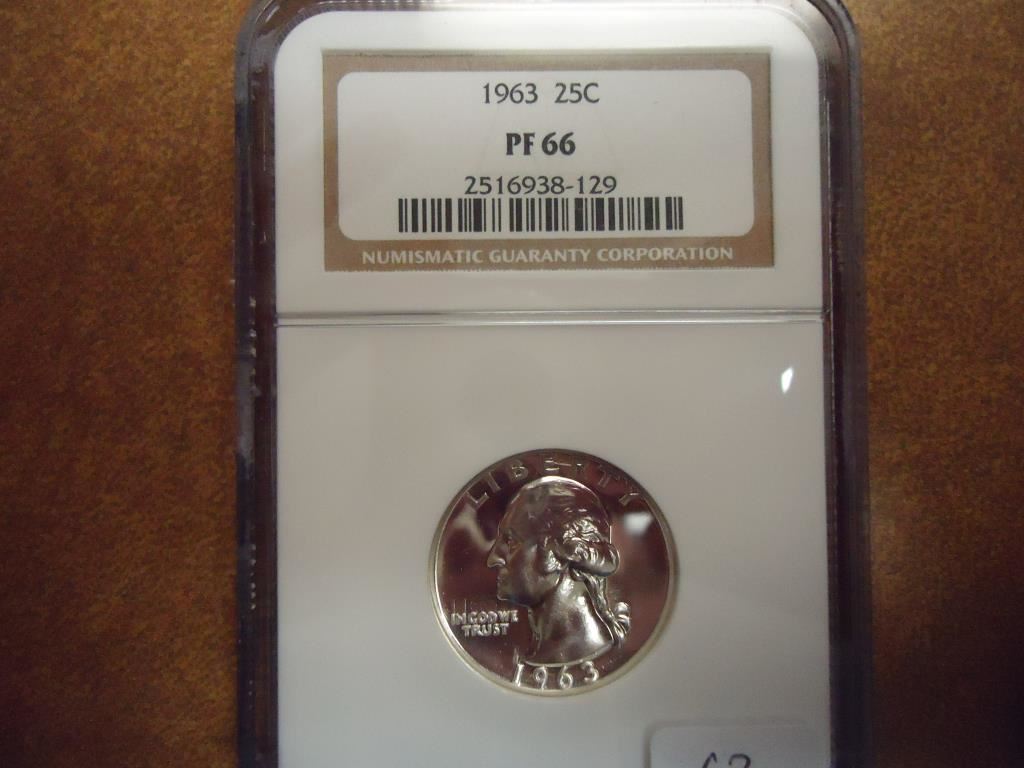 1963 25C
PF 66
2516938-129
NUMISMATIC GUARANTY CORPORATION
LIBERTY
IN GOD WE
TRUST
1963